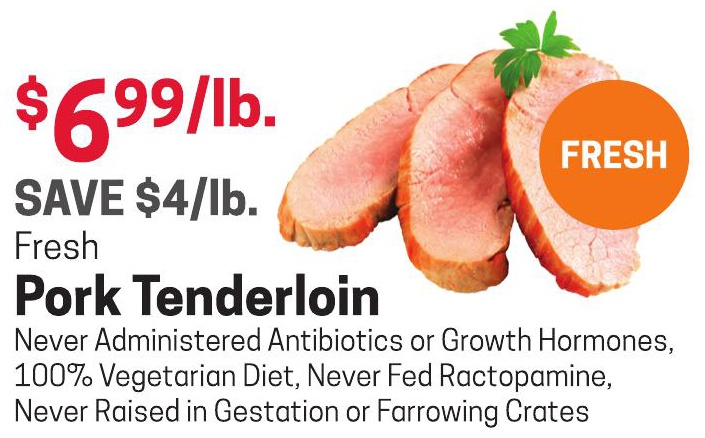 $6.99/lb.
SAVE $4/lb.
Fresh
Pork Tenderloin
Never Administered Antibiotics or Growth Hormones,
100% Vegetarian Diet, Never Fed Ractopamine,
Never Raised in Gestation or Farrowing Crates
FRESH